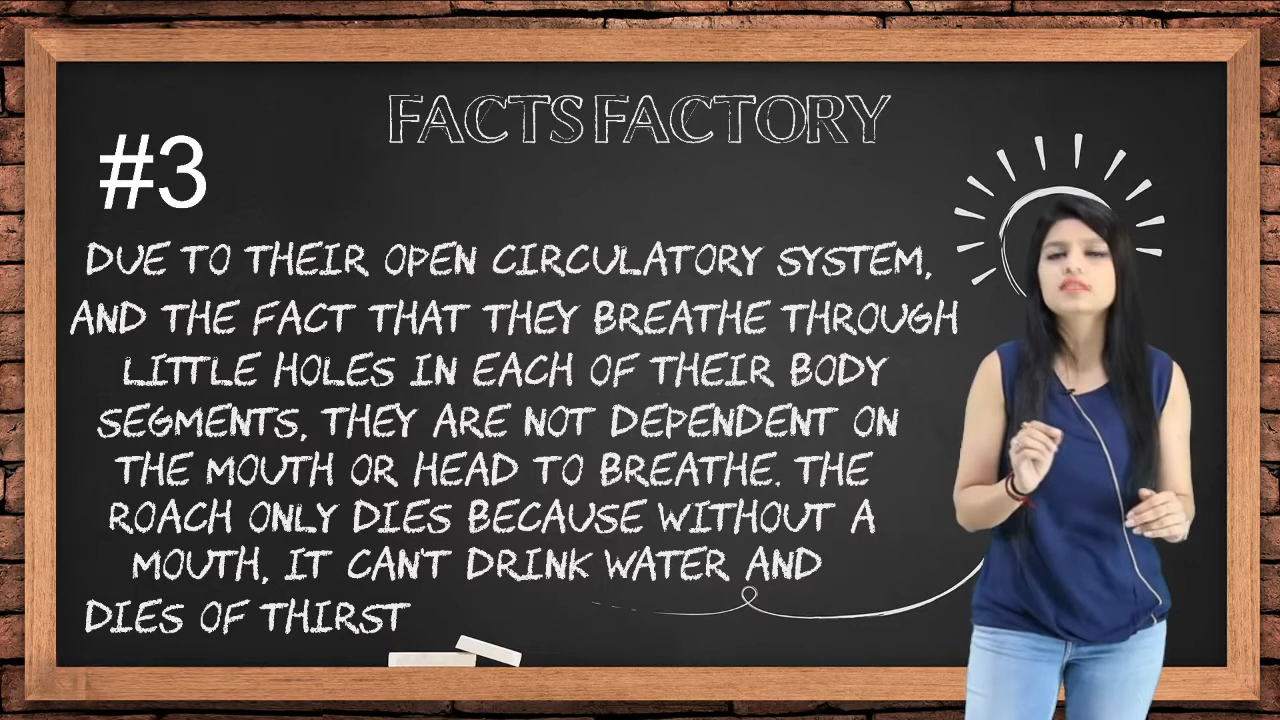 FACTS FACTORY
#3
DUE TO THEIR OPEN CIRCULATORY SYSTEM,
AND THE FACT THAT THEY BREATHE THROUGH
LITTLE HOLES IN EACH OF THEIR BODY
SEGMENTS, THEY ARE NOT DEPENDENT ON
THE MOUTH OR HEAD TO BREATHE. THE
ROACH ONLY DIES BECAUSE WITHOUT A
MOUTH, IT CAN'T DRINK WATER AND
DIES OF THIRST